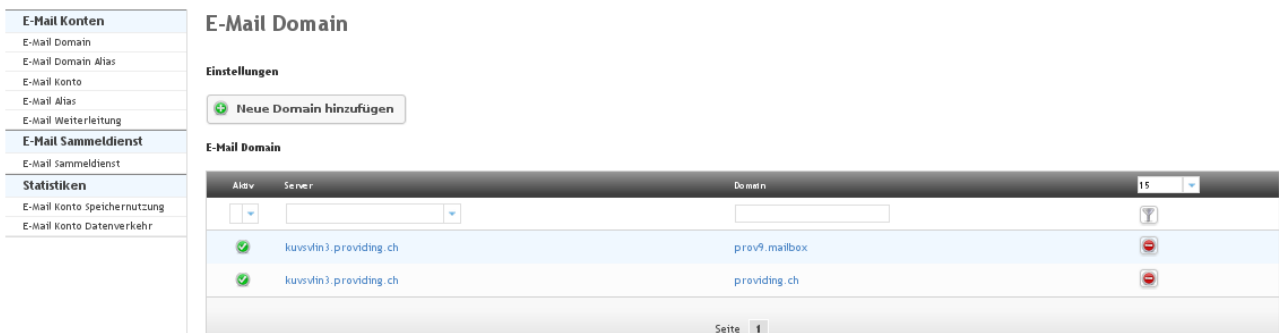 E-Mail Konten
E-Mail Domain
E-Mail Domain Alias
E-Mail Konto
E-Mail Alias
E-Mail Weiterleitung
E-Mail Sammeldienst
E-Mail Sammeldienst
Statistiken
E-Mail Konto Speichernutzung
E-Mail Konto Datenverkehr
E-Mail Domain
Einstellungen
Neue Domain hinzufügen
E-Mail Domain
Aktiv Server Domain 15
kuvsvlin3.providing.ch prov9.mailbox
kuvsvlin3.providing.ch providing.ch
Seite 1